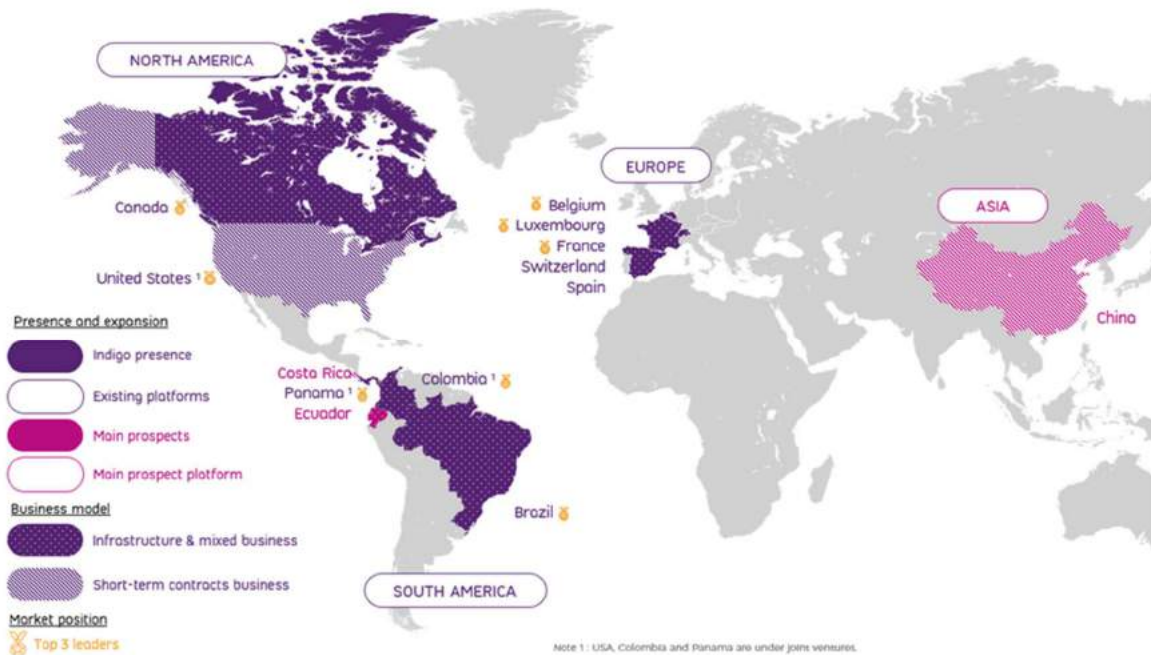 NORTH AMERICA
EUROPE
Canada
Belgium
Luxembourg
ASIA
France
United States ¹
Switzerland
Spain
China
Presence and expansion
Indigo presence
Costa Rica
Colombia ¹
Panama ¹
Existing platforms
Ecuador
Main prospects
Main prospect platform
Business model
Brazil
Infrastructure & mixed business
Short-term contracts business
SOUTH AMERICA
Market position
Top 3 leaders
Note 1 : USA, Colombia and Panama are under joint ventures.